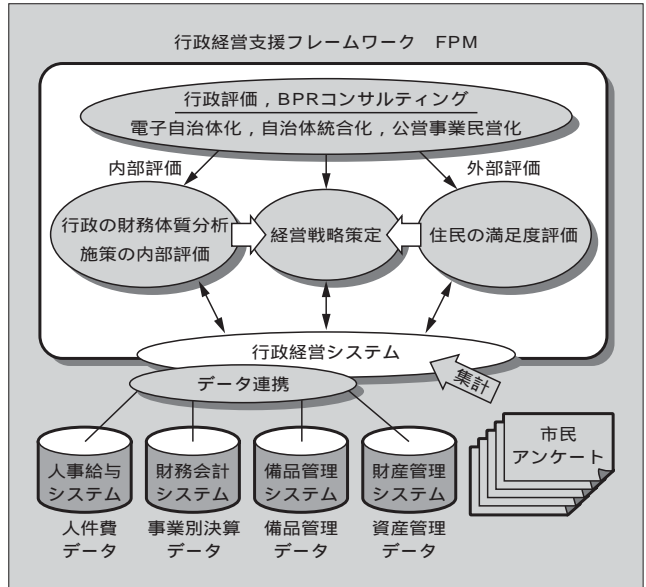 行政経営支援フレームワーク FPM
行政評価，BPRコンサルティング
電子自治体化，自治体統合化，公営事業民営化
内部評価
外部評価
行政の財務体質分析
施策の内部評価
経営戦略策定
住民の満足度評価
行政経営システム
データ連携
集計
人事給与
システム
財務会計
システム
備品管理
システム
財産管理
システム
市民
アンケート
人件費
データ
事業別決算
データ
備品管理
データ
資産管理
データ